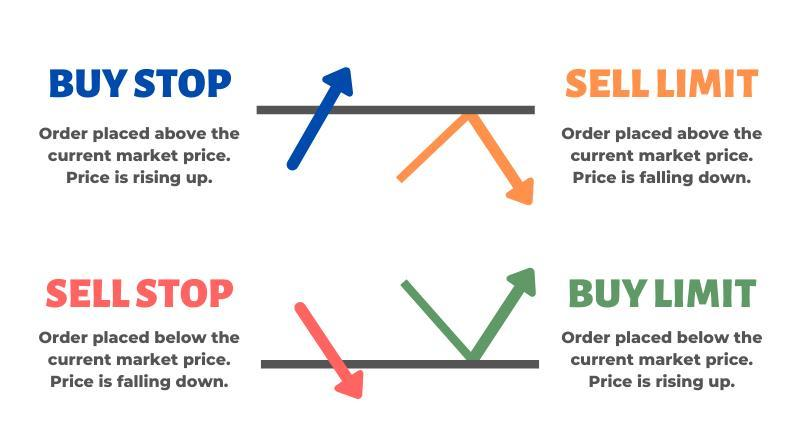 BUY STOP
Order placed above the
current market price.
Price is rising up.
SELL LIMIT
Order placed above the
current market price.
Price is falling down.
SELL STOP
Order placed below the
current market price.
Price is falling down.
BUY LIMIT
Order placed below the
current market price.
Price is rising up.